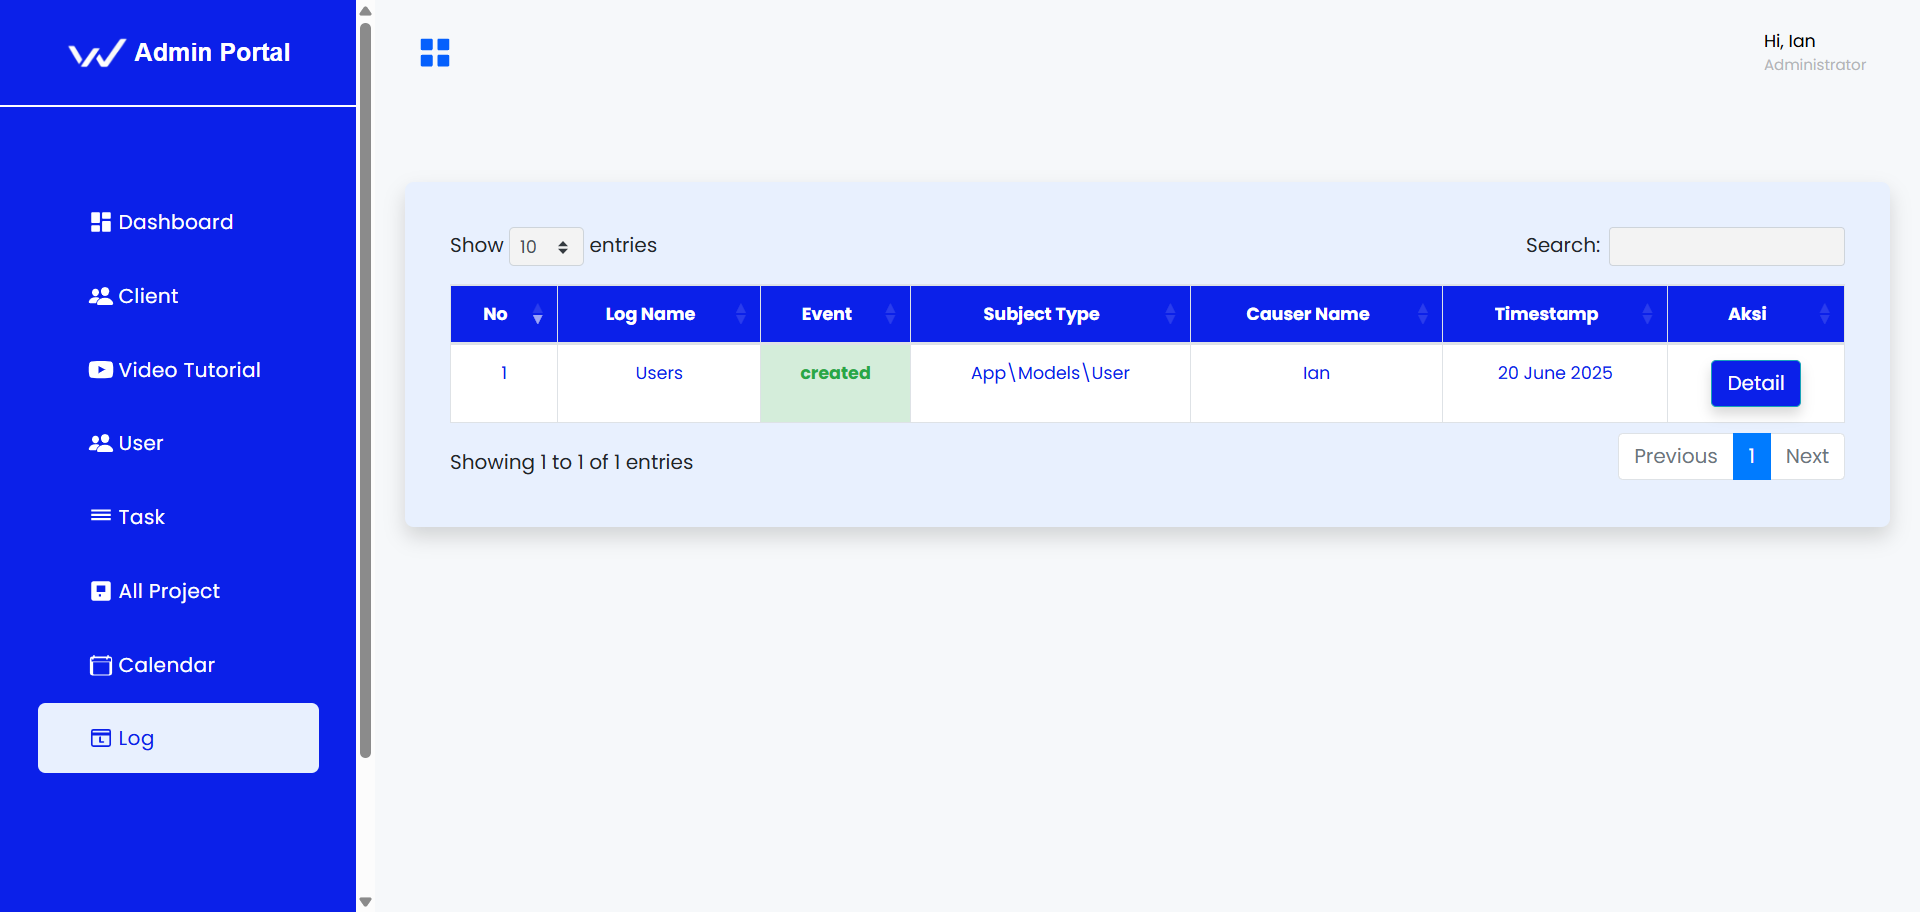 Admin Portal
Hi, Ian
Administrator
Dashboard
Client
Video Tutorial
User
Task
All Project
Calendar
Log
Show 10 entries
Search:
No Log Name Event Subject Type Causer Name Timestamp Aksi
1 Users created App\Models\User Ian 20 June 2025 Detail
Showing 1 to 1 of 1 entries
Previous 1 Next